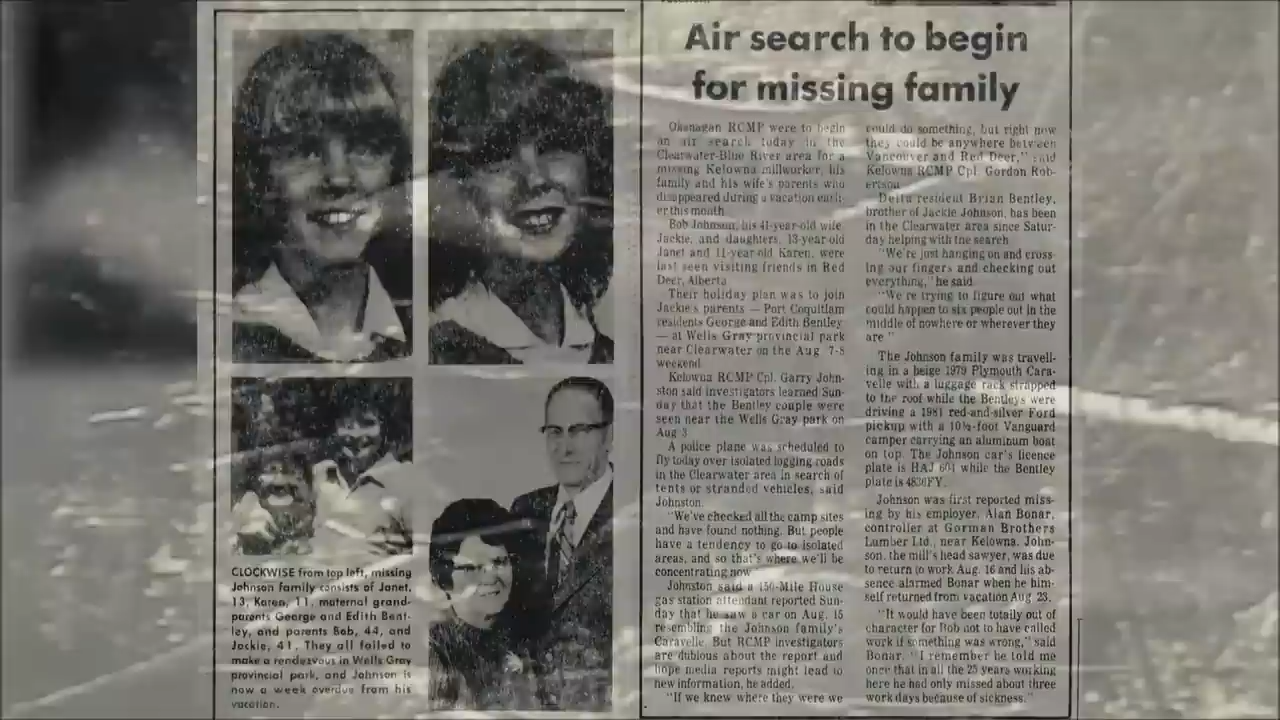 Air search to begin
for missing family
Okanagan RCMP were to begin
an air search today in the
Clearwater-Blue River area for a
missing Kelowna millworker, his
family and his wife's parents who
disappeared during a vacation earli-
er this month.
Bob Johnson, his 41-year-old wife
Jackie, and daughters, 13-year-old
Janet and 11-year-old Karen, were
last seen visiting friends in Red
Deer, Alberta.
Their holiday plan was to join
Jackie's parents — Port Coquitlam
residents George and Edith Bentley
— at Wells Gray provincial park
near Clearwater on the Aug. 7-8
weekend.
Kelowna RCMP Cpl. Garry John-
ston said investigators learned Sun-
day that the Bentley couple were
seen near the Wells Gray park on
Aug 3
A police plane was scheduled to
fly today over isolated logging roads
in the Clearwater area in search of
tents or stranded vehicles, said
Johnston.
"We've checked all the camp sites
and have found nothing. But people
have a tendency to go to isolated
areas, and so that's where we'll be
concentrating now."
Johnston said a 150-Mile House
gas station attendant reported Sun-
day that he saw a car on Aug. 15
resembling the Johnson family's
Caravelle. But RCMP investigators
are dubious about the report and
hope media reports might lead to
new information, he added.
"If we knew where they were we
could do something, but right now
they could be anywhere between
Vancouver and Red Deer," said
Kelowna RCMP Cpl. Gordon Rob-
ertson.
Delta resident Brian Bentley,
brother of Jackie Johnson, has been
in the Clearwater area since Satur-
day helping with the search.
"We're just hanging on and cross-
ing our fingers and checking out
everything," he said.
"We're trying to figure out what
could happen to six people out in the
middle of nowhere or wherever they
are."
The Johnson family was travell-
ing in a beige 1979 Plymouth Cara-
velle with a luggage rack strapped
to the roof while the Bentleys were
driving a 1981 red-and-silver Ford
pickup with a 10½-foot Vanguard
camper carrying an aluminum boat
on top. The Johnson car's licence
plate is HAJ 604 while the Bentley
plate is 4830FY.
Johnson was first reported miss-
ing by his employer, Alan Bonar,
controller at Gorman Brothers
Lumber Ltd., near Kelowna. John-
son, the mill's head sawyer, was due
to return to work Aug. 16 and his ab-
sence alarmed Bonar when he him-
self returned from vacation Aug. 23.
"It would have been totally out of
character for Bob not to have called
work if something was wrong," said
Bonar. "I remember he told me
once that in all the 25 years working
here he had only missed about three
work days because of sickness."
CLOCKWISE from top left, missing
Johnson family consists of Janet,
13, Karen, 11, maternal grand-
parents George and Edith Bent-
ley, and parents Bob, 44, and
Jackie, 41. They all failed to
make a rendezvous in Wells Gray
provincial park, and Johnson is
now a week overdue from his
vacation.